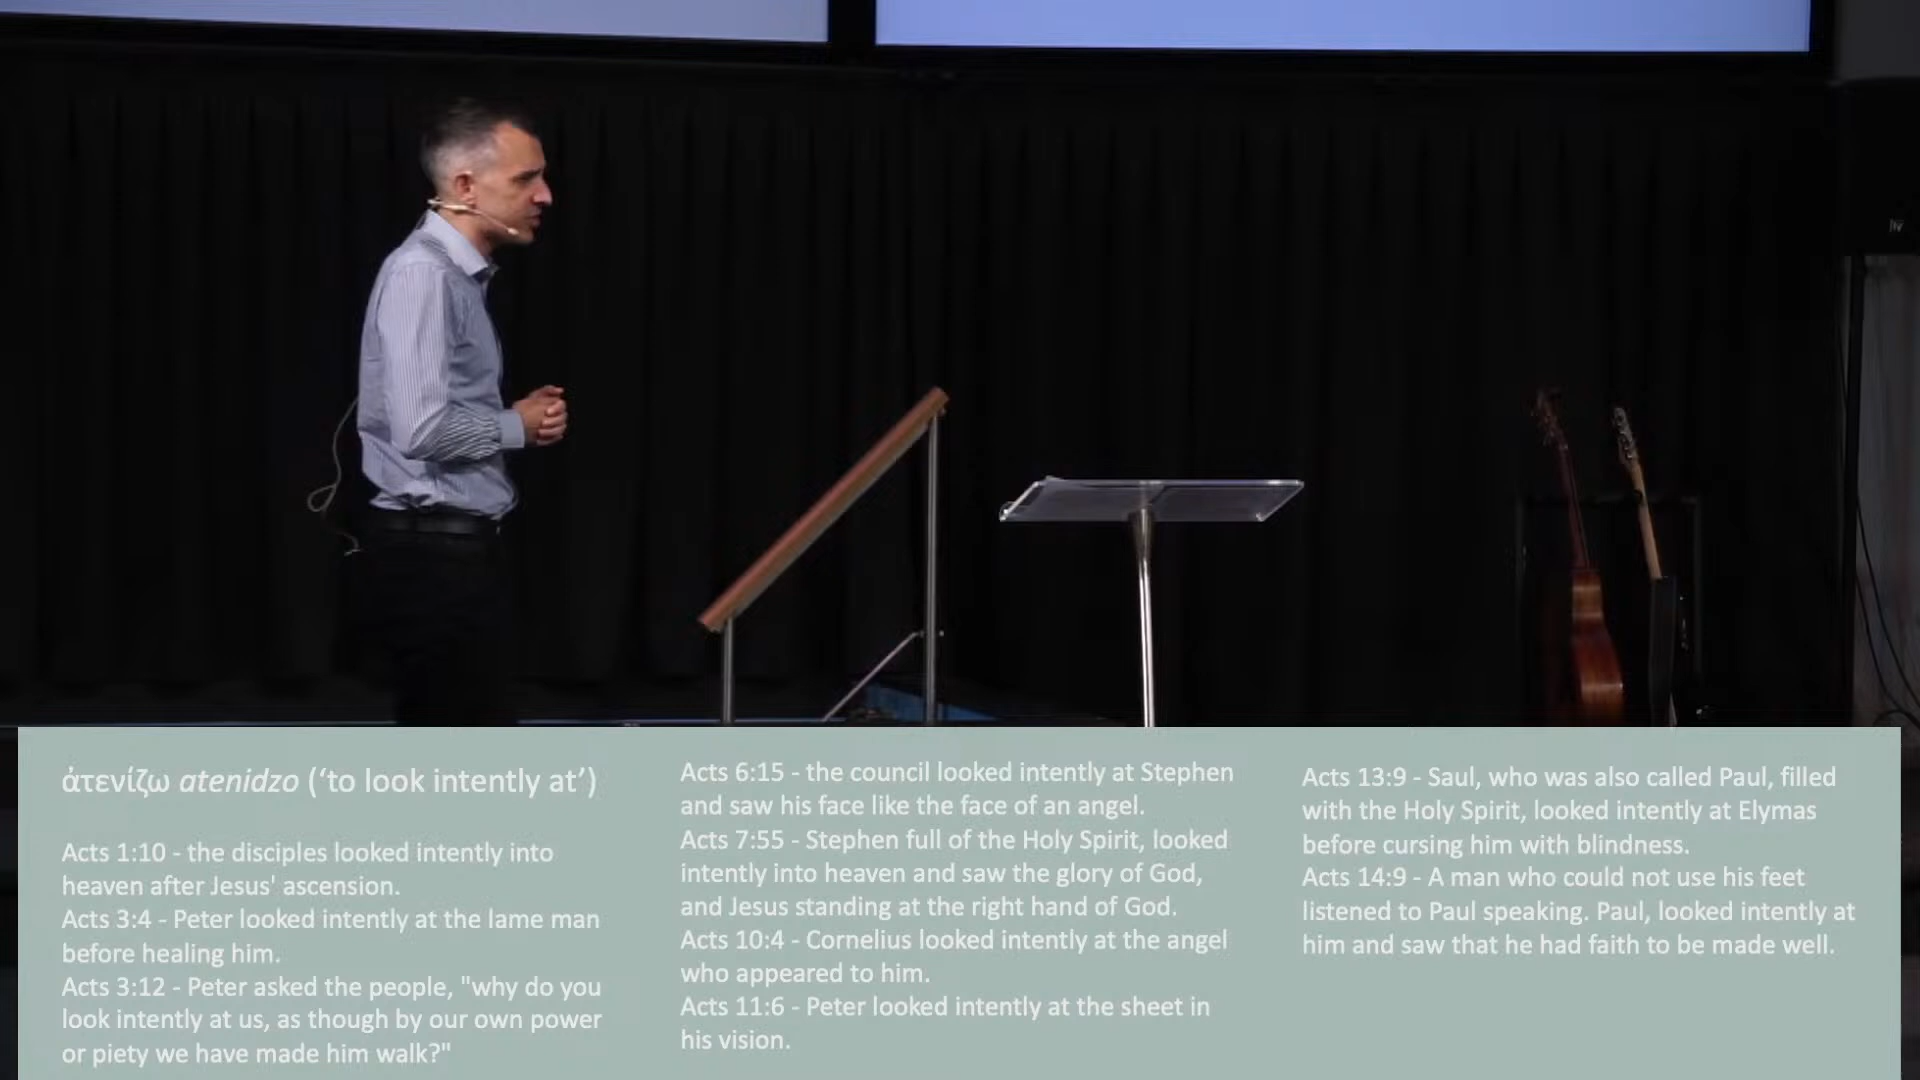 ἀτενίζω atenidzo (‘to look intently at’)
Acts 1:10 - the disciples looked intently into
heaven after Jesus' ascension.
Acts 3:4 - Peter looked intently at the lame man
before healing him.
Acts 3:12 - Peter asked the people, "why do you
look intently at us, as though by our own power
or piety we have made him walk?"
Acts 6:15 - the council looked intently at Stephen
and saw his face like the face of an angel.
Acts 7:55 - Stephen full of the Holy Spirit, looked
intently into heaven and saw the glory of God,
and Jesus standing at the right hand of God.
Acts 10:4 - Cornelius looked intently at the angel
who appeared to him.
Acts 11:6 - Peter looked intently at the sheet in
his vision.
Acts 13:9 - Saul, who was also called Paul, filled
with the Holy Spirit, looked intently at Elymas
before cursing him with blindness.
Acts 14:9 - A man who could not use his feet
listened to Paul speaking. Paul, looked intently at
him and saw that he had faith to be made well.